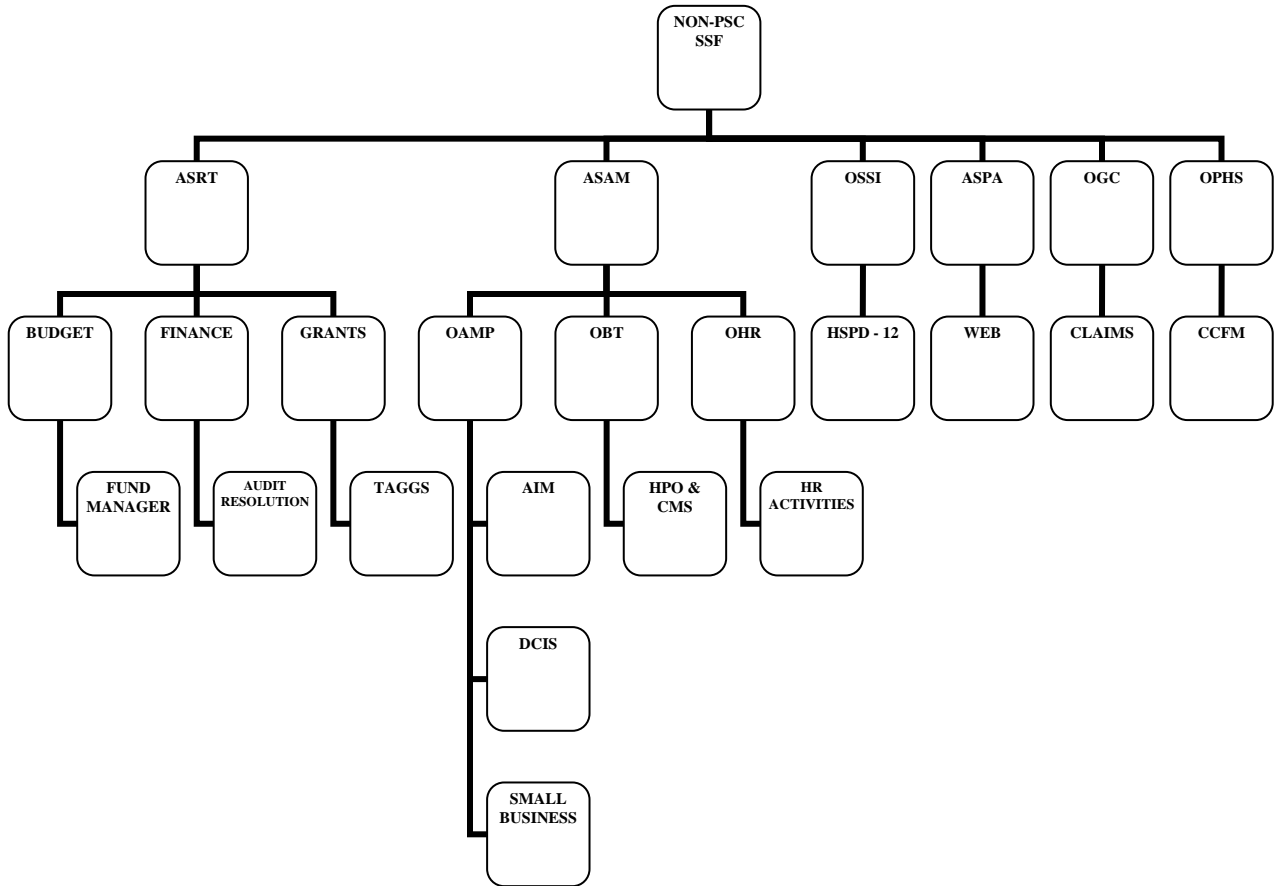 NON-PSC
SSF
ASRT
ASAM
OSSI
ASPA
OGC
OPHS
BUDGET
FINANCE
GRANTS
OAMP
OBT
OHR
HSPD - 12
WEB
CLAIMS
CCFM
FUND
MANAGER
AUDIT
RESOLUTION
TAGGS
AIM
HPO &
CMS
HR
ACTIVITIES
DCIS
SMALL
BUSINESS